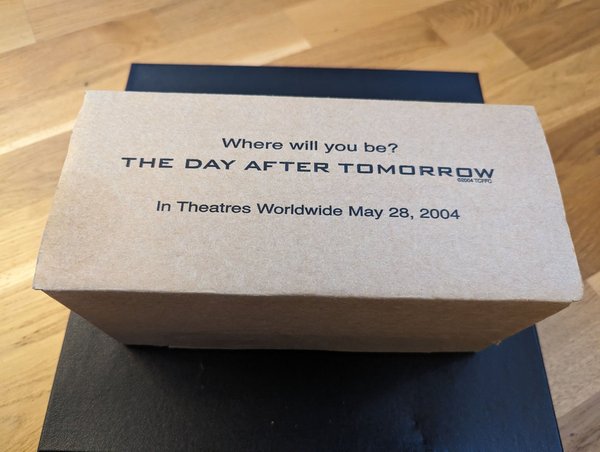 Where will you be?
THE DAY AFTER TOMORROW
©2004 TCFFC
In Theatres Worldwide May 28, 2004